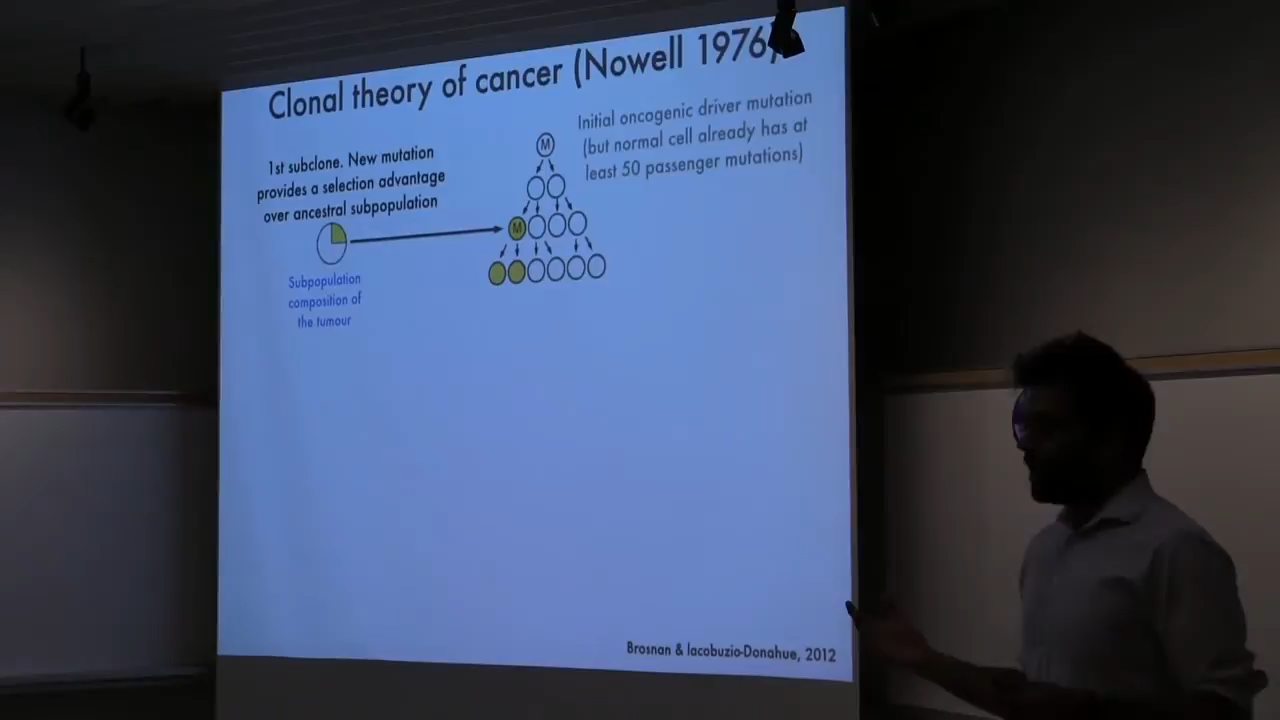 Clonal theory of cancer (Nowell 1976)
Initial oncogenic driver mutation
(but normal cell already has at
least 50 passenger mutations)
1st subclone. New mutation
provides a selection advantage
over ancestral subpopulation
M
M
Subpopulation
composition of
the tumour
Brosnan & Iacobuzio-Donahue, 2012